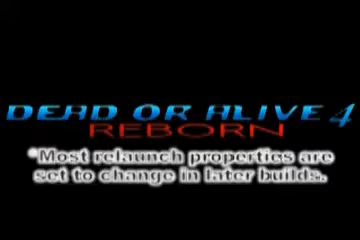 DEAD OR ALIVE 4
REBORN
*Most relaunch properties are
set to change in later builds.